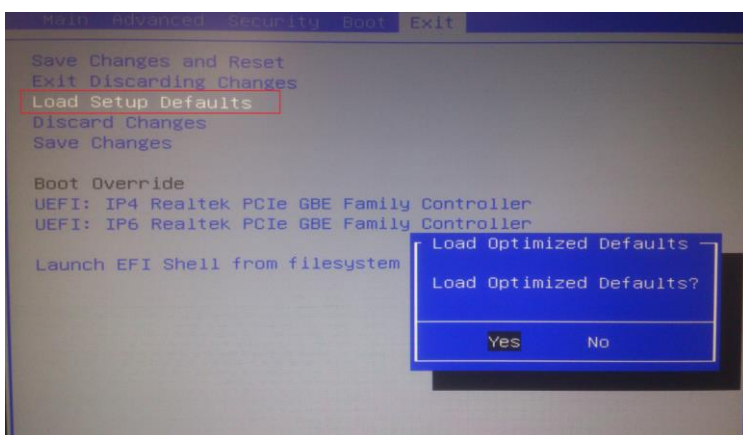 Main Advanced Security Boot Exit
Save Changes and Reset
Exit Discarding Changes
Load Setup Defaults
Discard Changes
Save Changes
Boot Override
UEFI: IP4 Realtek PCIe GBE Family Controller
UEFI: IP6 Realtek PCIe GBE Family Controller
Launch EFI Shell from filesystem
Load Optimized Defaults
Load Optimized Defaults?
Yes No